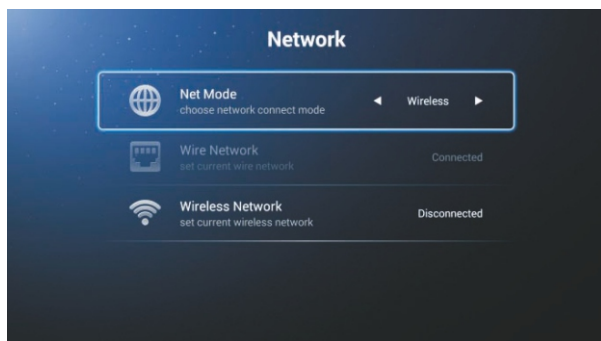 Network
Net Mode
choose network connect mode
Wireless
Wire Network
set current wire network
Connected
Wireless Network
set current wireless network
Disconnected